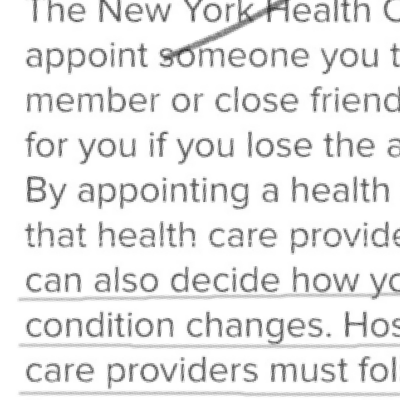 The New York Health C
appoint someone you t
member or close friend
for you if you lose the a
By appointing a health
that health care provide
can also decide how yo
condition changes. Hos
care providers must fol